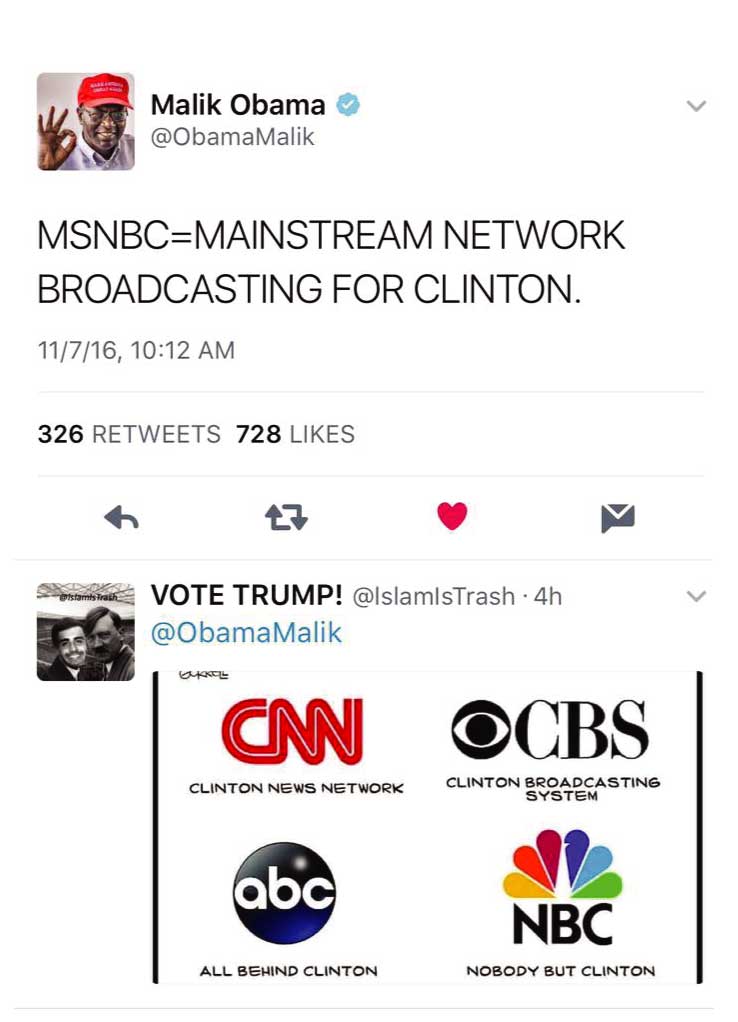 Malik Obama
@ObamaMalik
MSNBC=MAINSTREAM NETWORK
BROADCASTING FOR CLINTON.
11/7/16, 10:12 AM
326 RETWEETS 728 LIKES
@IslamIsTrash
VOTE TRUMP! @IslamIsTrash · 4h
@ObamaMalik
CNN
CLINTON NEWS NETWORK
CBS
CLINTON BROADCASTING
SYSTEM
abc
ALL BEHIND CLINTON
NBC
NOBODY BUT CLINTON